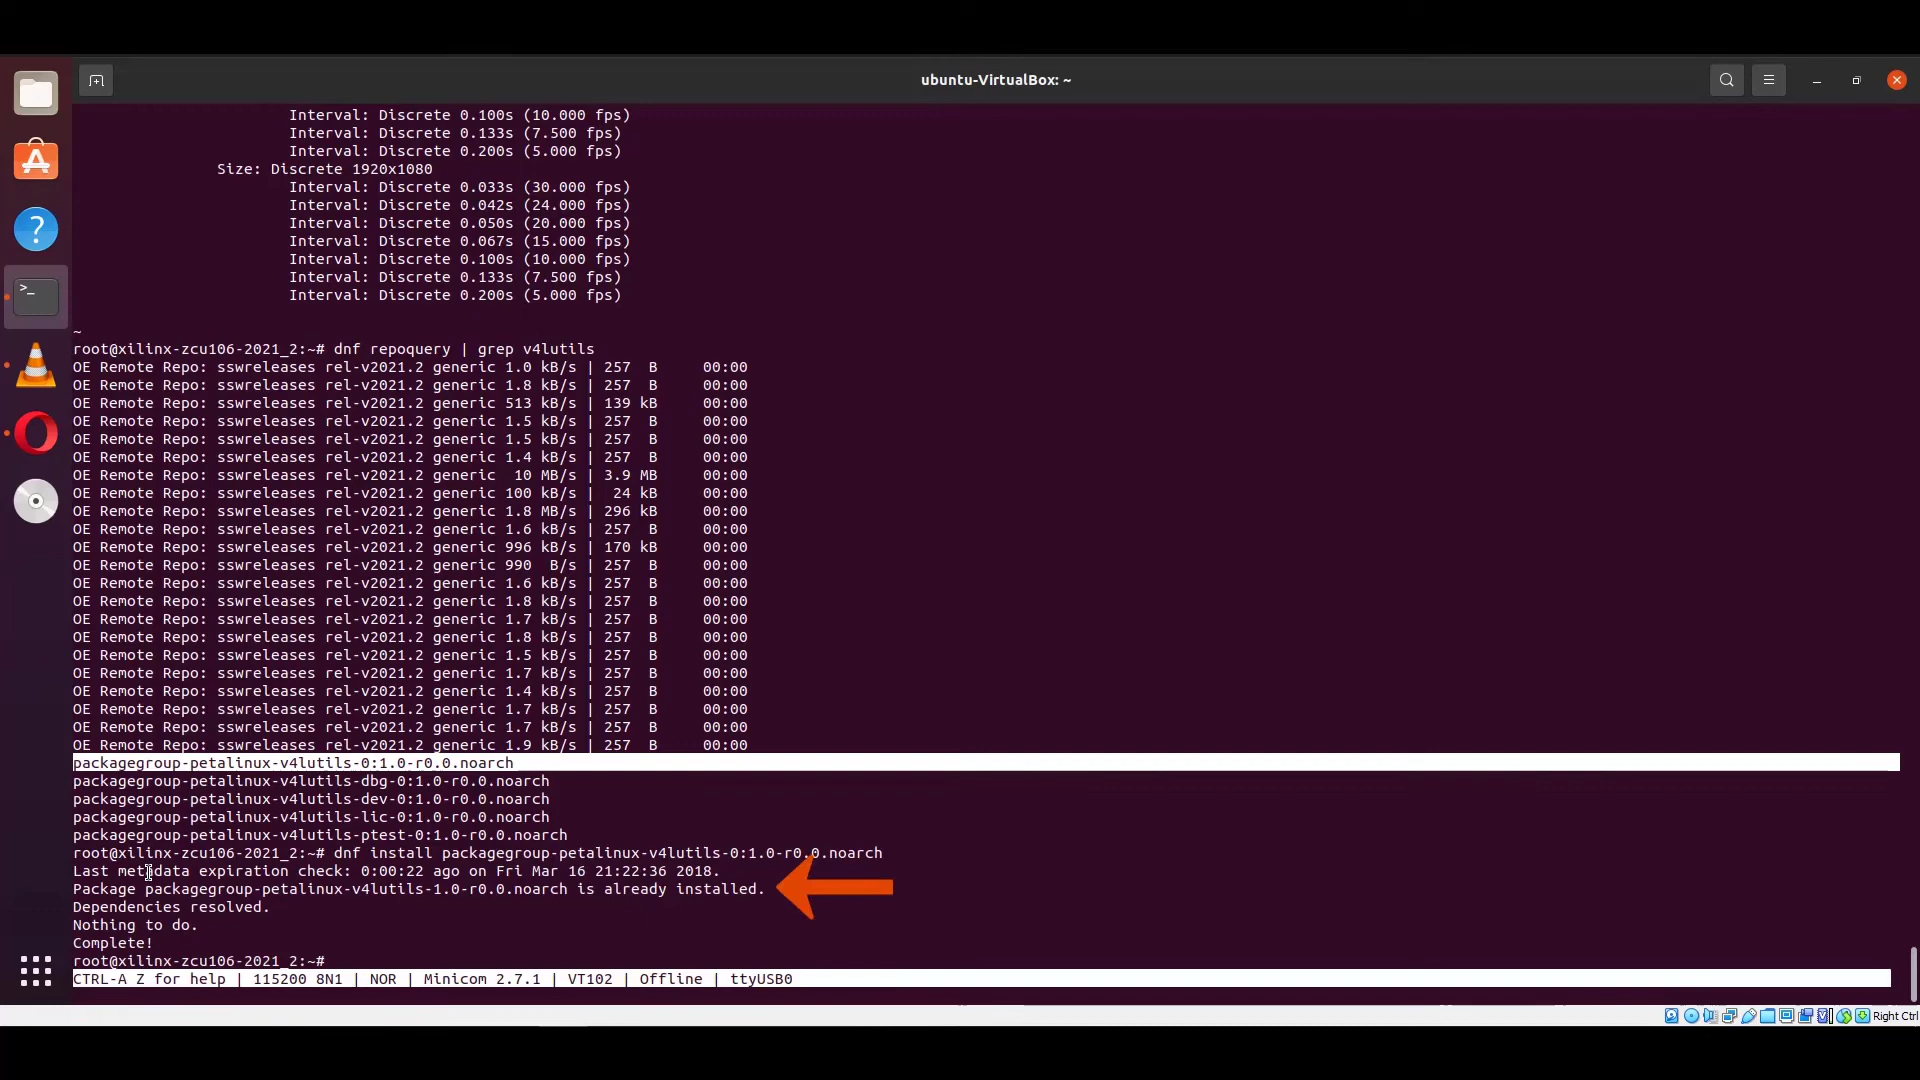 ubuntu-VirtualBox: ~
Interval: Discrete 0.100s (10.000 fps)
Interval: Discrete 0.133s (7.500 fps)
Interval: Discrete 0.200s (5.000 fps)
Size: Discrete 1920x1080
Interval: Discrete 0.033s (30.000 fps)
Interval: Discrete 0.042s (24.000 fps)
Interval: Discrete 0.050s (20.000 fps)
Interval: Discrete 0.067s (15.000 fps)
Interval: Discrete 0.100s (10.000 fps)
Interval: Discrete 0.133s (7.500 fps)
Interval: Discrete 0.200s (5.000 fps)
~
root@xilinx-zcu106-2021_2:~# dnf repoquery | grep v4lutils
OE Remote Repo: sswreleases rel-v2021.2 generic 1.0 kB/s | 257  B     00:00
OE Remote Repo: sswreleases rel-v2021.2 generic 1.8 kB/s | 257  B     00:00
OE Remote Repo: sswreleases rel-v2021.2 generic 513 kB/s | 139 kB     00:00
OE Remote Repo: sswreleases rel-v2021.2 generic 1.5 kB/s | 257  B     00:00
OE Remote Repo: sswreleases rel-v2021.2 generic 1.5 kB/s | 257  B     00:00
OE Remote Repo: sswreleases rel-v2021.2 generic 1.4 kB/s | 257  B     00:00
OE Remote Repo: sswreleases rel-v2021.2 generic  10 MB/s | 3.9 MB     00:00
OE Remote Repo: sswreleases rel-v2021.2 generic 100 kB/s |  24 kB     00:00
OE Remote Repo: sswreleases rel-v2021.2 generic 1.8 MB/s | 296 kB     00:00
OE Remote Repo: sswreleases rel-v2021.2 generic 1.6 kB/s | 257  B     00:00
OE Remote Repo: sswreleases rel-v2021.2 generic 996 kB/s | 170 kB     00:00
OE Remote Repo: sswreleases rel-v2021.2 generic 990  B/s | 257  B     00:00
OE Remote Repo: sswreleases rel-v2021.2 generic 1.6 kB/s | 257  B     00:00
OE Remote Repo: sswreleases rel-v2021.2 generic 1.8 kB/s | 257  B     00:00
OE Remote Repo: sswreleases rel-v2021.2 generic 1.7 kB/s | 257  B     00:00
OE Remote Repo: sswreleases rel-v2021.2 generic 1.8 kB/s | 257  B     00:00
OE Remote Repo: sswreleases rel-v2021.2 generic 1.5 kB/s | 257  B     00:00
OE Remote Repo: sswreleases rel-v2021.2 generic 1.7 kB/s | 257  B     00:00
OE Remote Repo: sswreleases rel-v2021.2 generic 1.4 kB/s | 257  B     00:00
OE Remote Repo: sswreleases rel-v2021.2 generic 1.7 kB/s | 257  B     00:00
OE Remote Repo: sswreleases rel-v2021.2 generic 1.7 kB/s | 257  B     00:00
OE Remote Repo: sswreleases rel-v2021.2 generic 1.9 kB/s | 257  B     00:00
packagegroup-petalinux-v4lutils-0:1.0-r0.0.noarch
packagegroup-petalinux-v4lutils-dbg-0:1.0-r0.0.noarch
packagegroup-petalinux-v4lutils-dev-0:1.0-r0.0.noarch
packagegroup-petalinux-v4lutils-lic-0:1.0-r0.0.noarch
packagegroup-petalinux-v4lutils-ptest-0:1.0-r0.0.noarch
root@xilinx-zcu106-2021_2:~# dnf install packagegroup-petalinux-v4lutils-0:1.0-r0.0.noarch
Last metadata expiration check: 0:00:22 ago on Fri Mar 16 21:22:36 2018.
Package packagegroup-petalinux-v4lutils-1.0-r0.0.noarch is already installed.
Dependencies resolved.
Nothing to do.
Complete!
root@xilinx-zcu106-2021_2:~#
CTRL-A Z for help | 115200 8N1 | NOR | Minicom 2.7.1 | VT102 | Offline | ttyUSB0
Right Ctrl